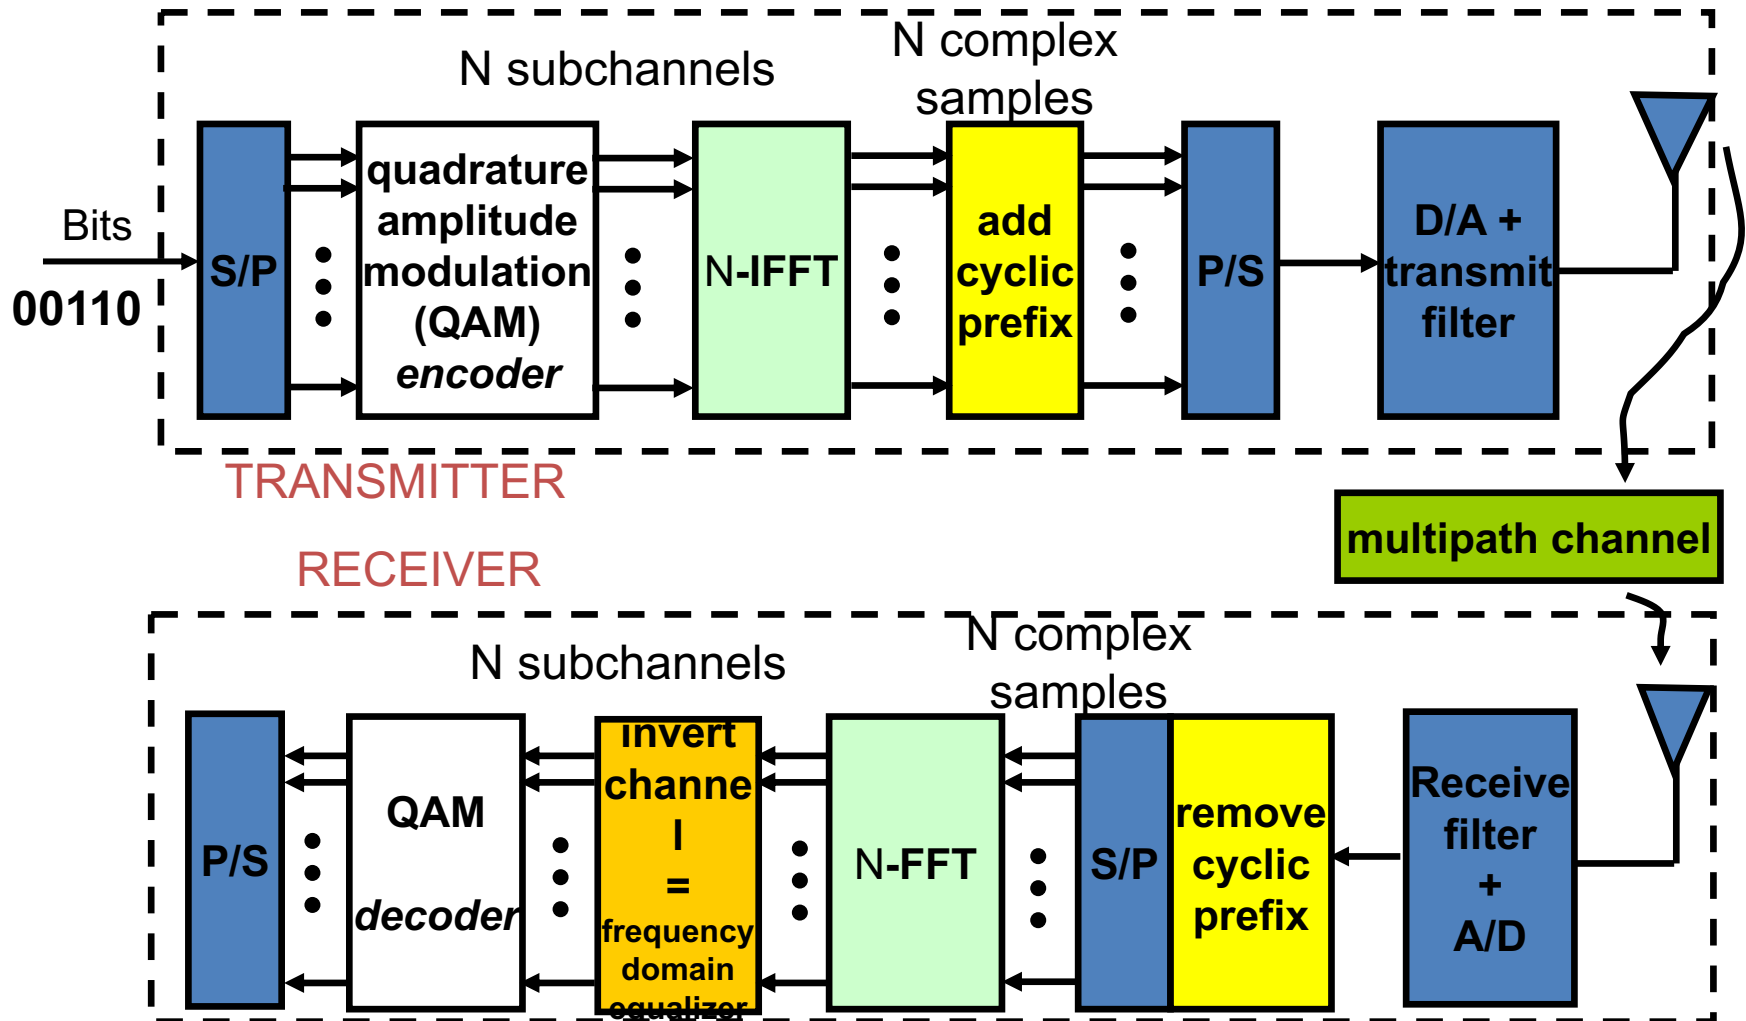 N subchannels
N complex
samples
Bits
00110
S/P
quadrature
amplitude
modulation
(QAM)
encoder
N-IFFT
add
cyclic
prefix
P/S
D/A +
transmit
filter
TRANSMITTER
multipath channel
RECEIVER
N subchannels
N complex
samples
P/S
QAM
decoder
invert
channe
l
=
frequency
domain
equalizer
N-FFT
S/P
remove
cyclic
prefix
Receive
filter
+
A/D